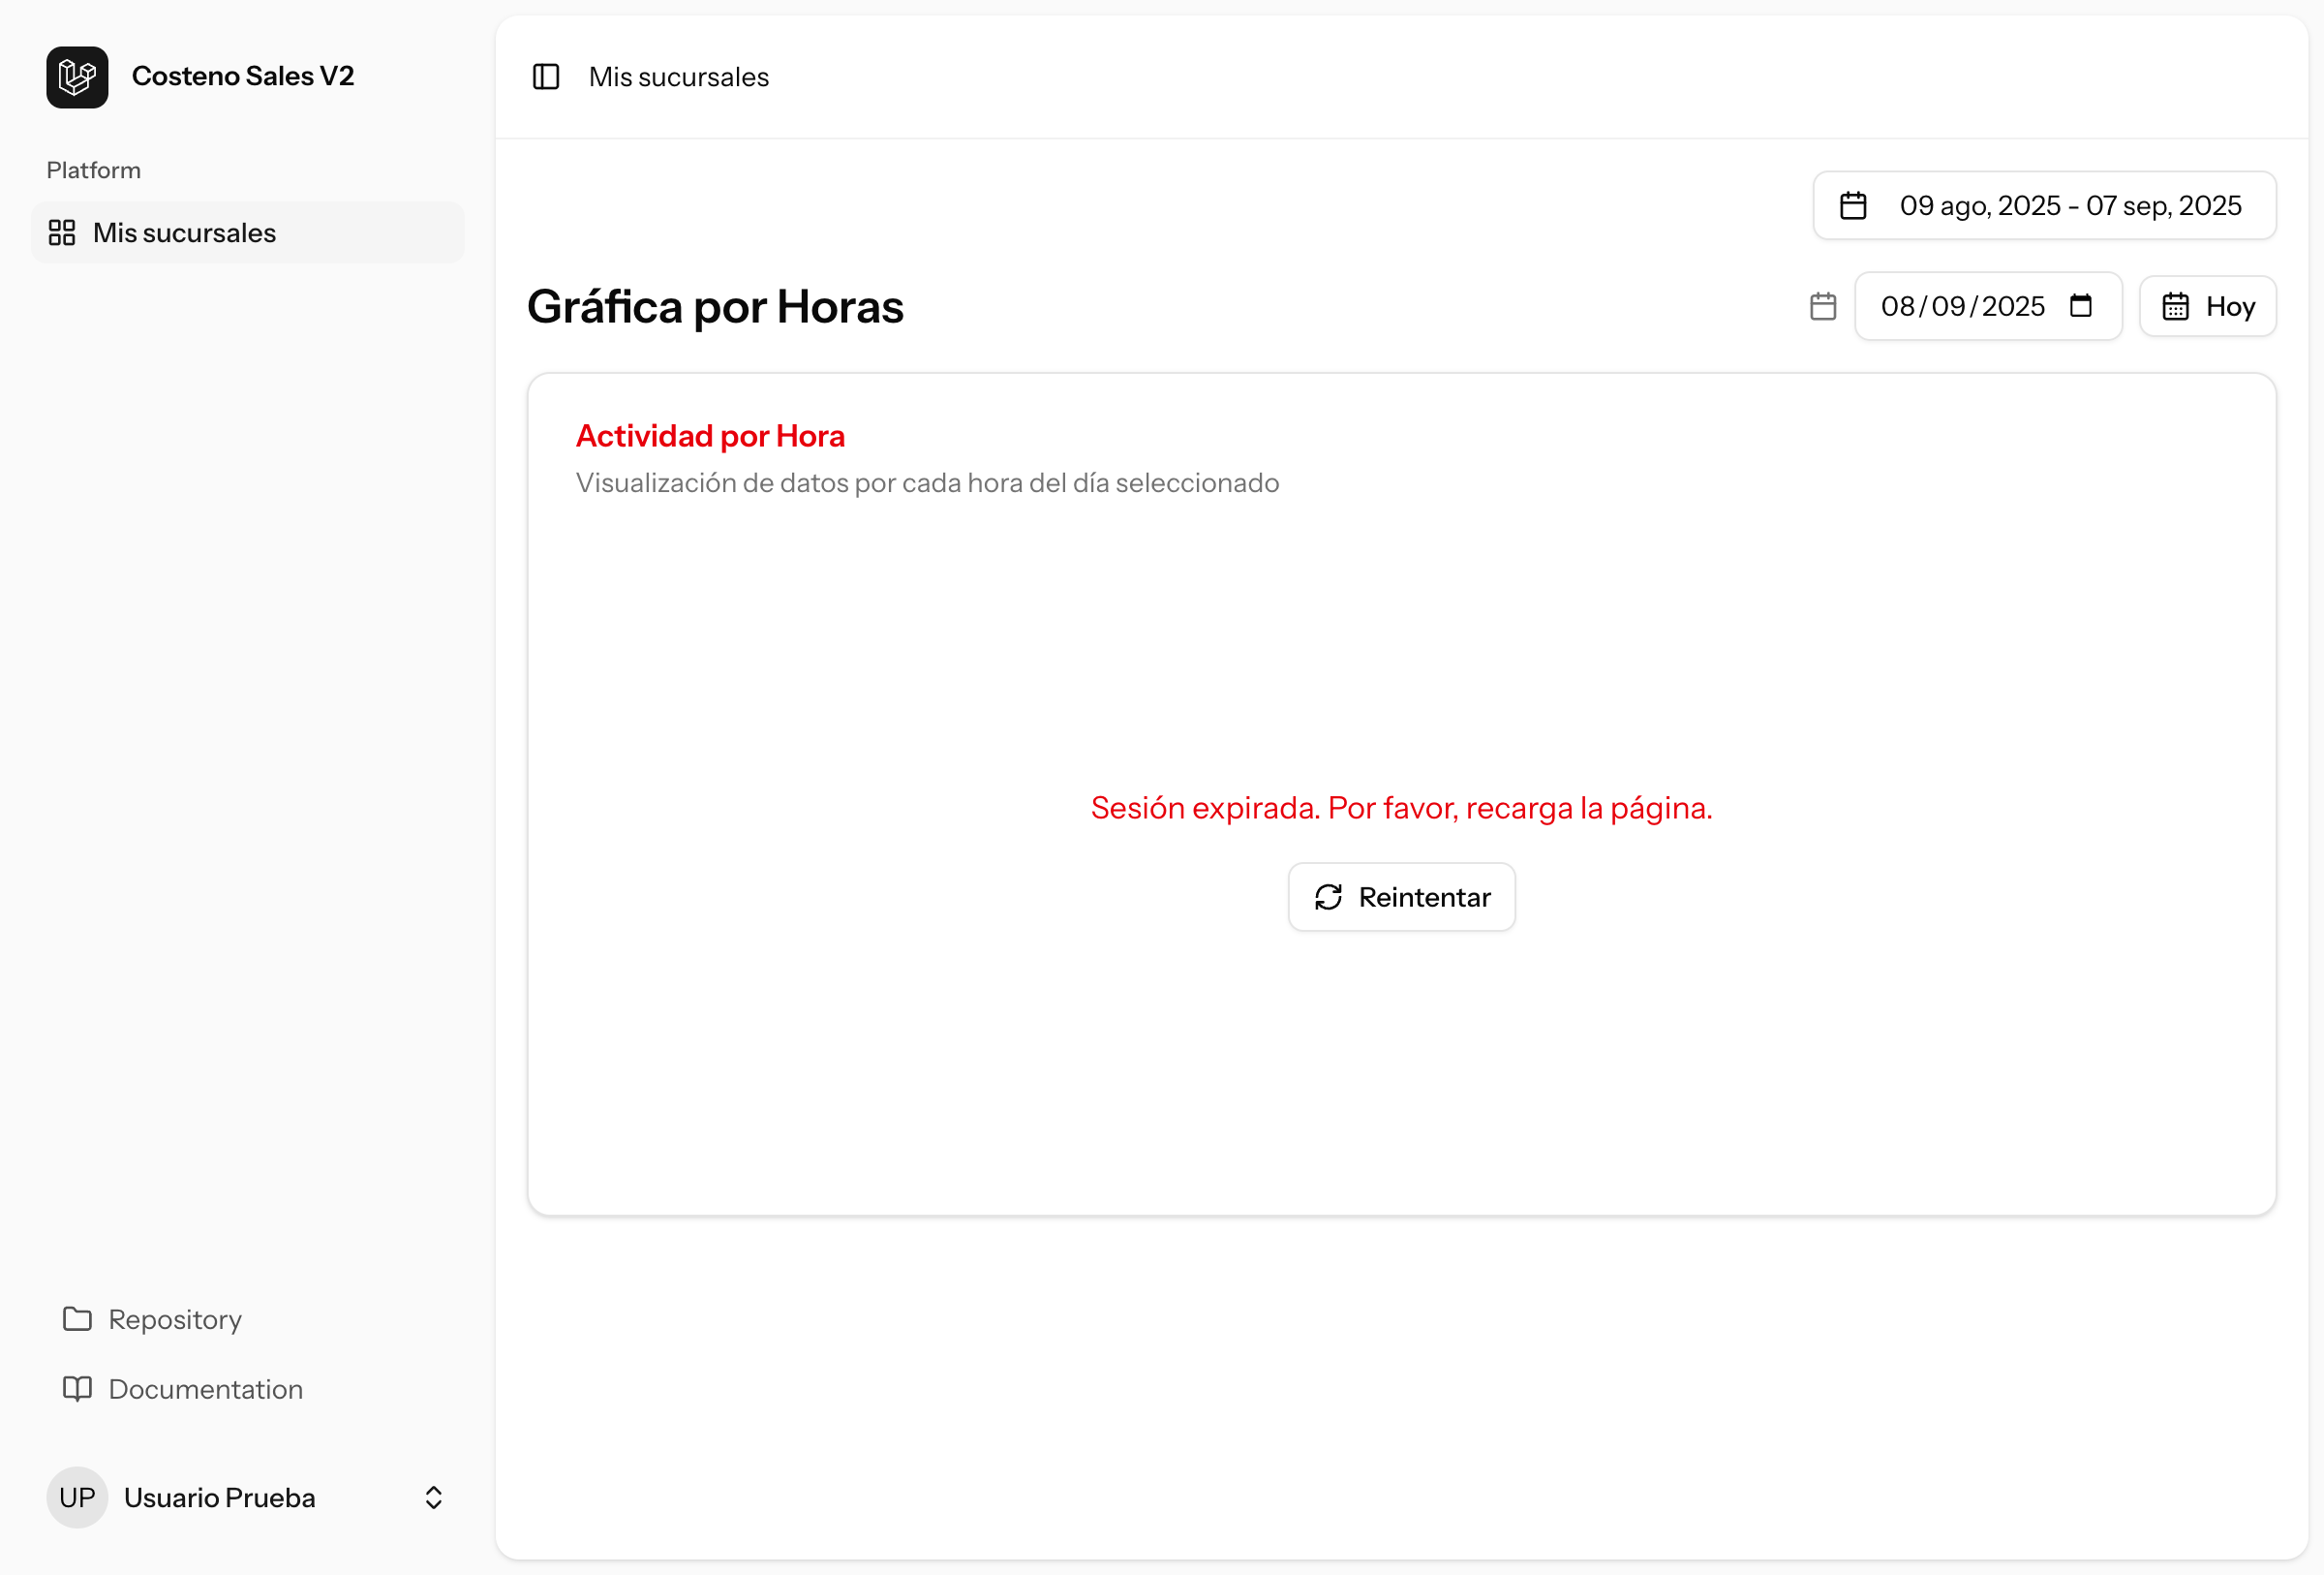 Costeno Sales V2
Platform
Mis sucursales
Repository
Documentation
UP
Usuario Prueba
Mis sucursales
09 ago, 2025 - 07 sep, 2025
Gráfica por Horas
08/09/2025
Hoy
Actividad por Hora
Visualización de datos por cada hora del día seleccionado
Sesión expirada. Por favor, recarga la página.
Reintentar